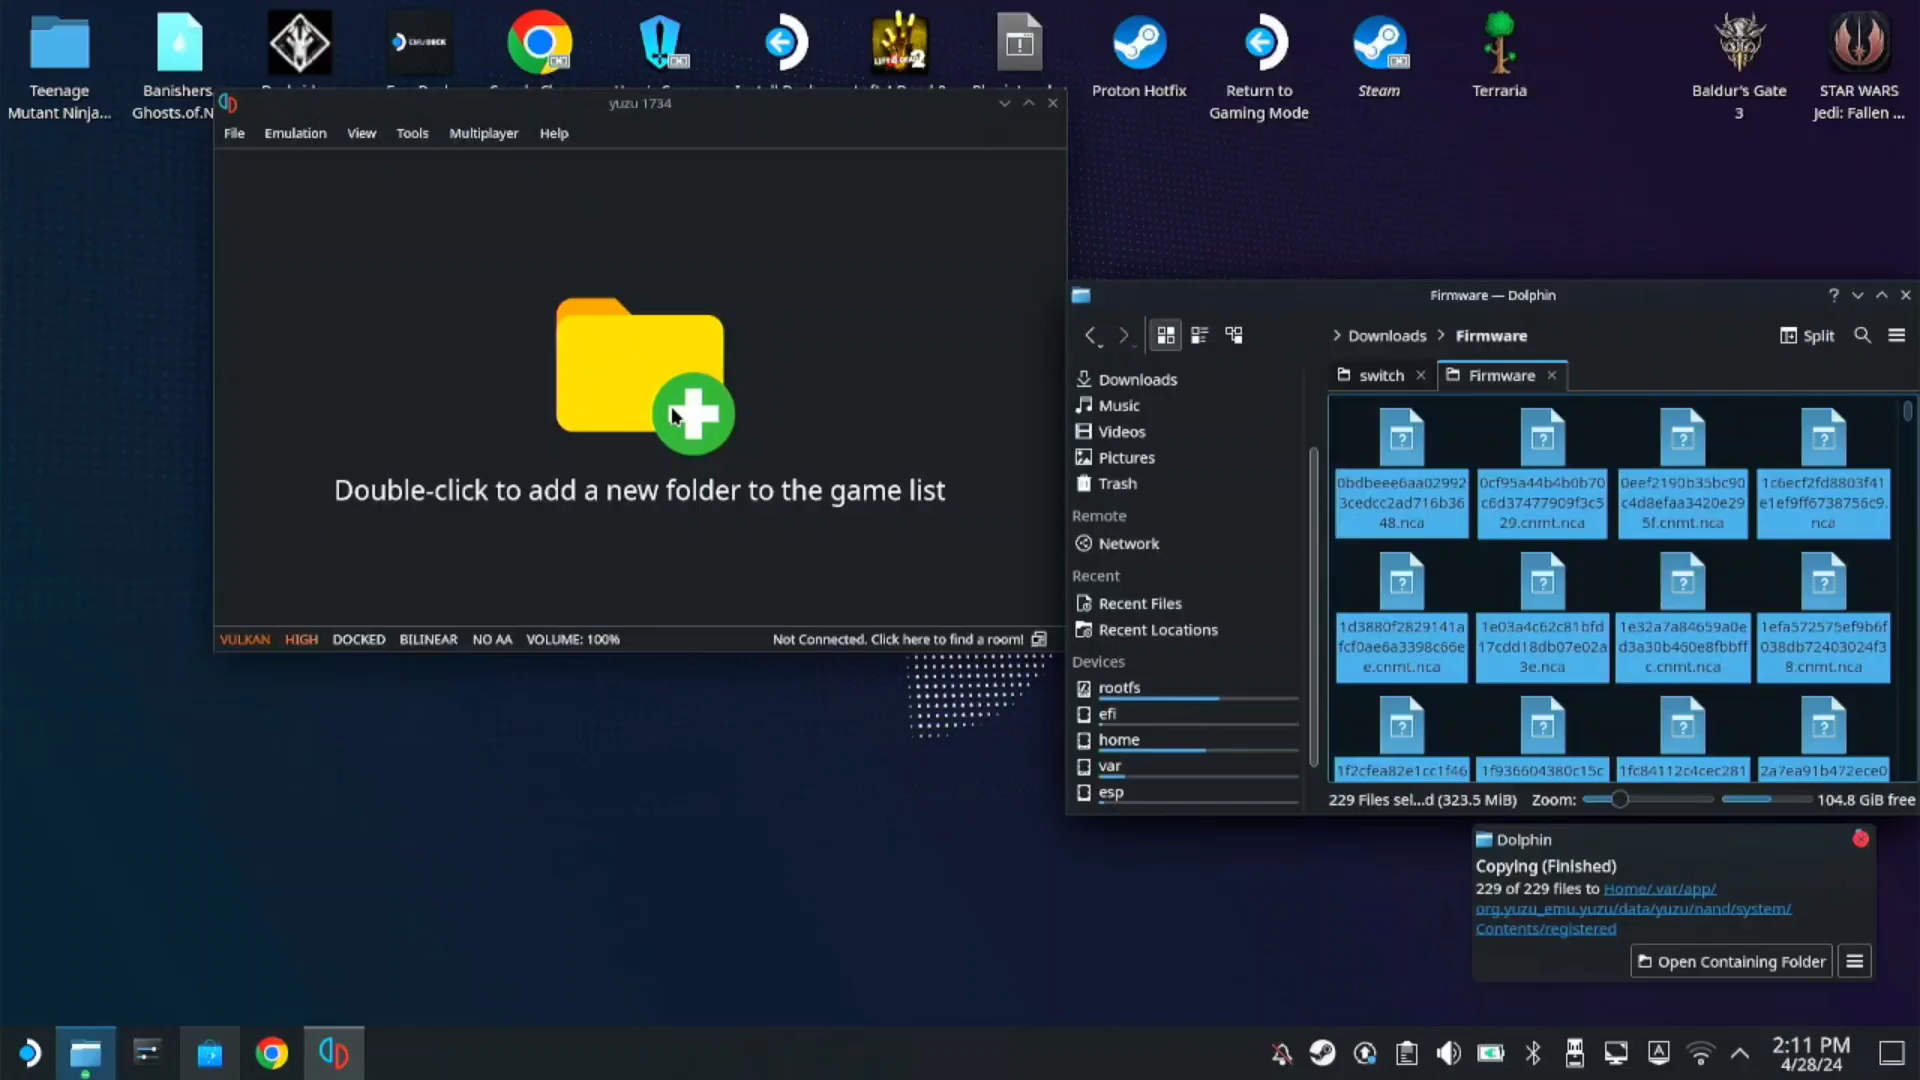 Teenage
Mutant Ninja...
Banishers.
Ghosts.of.N
EMUDECK
2
Proton Hotfix
Return to
Gaming Mode
Steam
Terraria
Baldur's Gate
3
STAR WARS
Jedi: Fallen ...
yuzu 1734
File
Emulation
View
Tools
Multiplayer
Help
Double-click to add a new folder to the game list
VULKAN HIGH DOCKED BILINEAR NO AA VOLUME: 100%
Not Connected. Click here to find a room!
Firmware — Dolphin
Downloads > Firmware
Split
switch
Firmware
Downloads
Music
Videos
Pictures
Trash
Remote
Network
Recent
Recent Files
Recent Locations
Devices
rootfs
efi
home
var
esp
0bdbeee6aa02992
3cedcc2ad716b36
48.nca
0cf95a44b4b0b70
c6d37477909f3c5
29.cnmt.nca
0eef2190b35bc90
c4d8efaa3420e29
5f.cnmt.nca
1c6ecf2fd8803f41
e1ef9ff6738756c9.
nca
1d3880f2829141a
fcf0ae6a3398c66e
e.cnmt.nca
1e03a4c62c81bfd
17cdd18db07e02a
3e.nca
1e32a7a84659a0e
d3a30b460e8fbbff
c.cnmt.nca
1efa572575ef9b6f
038db72403024f3
8.cnmt.nca
1f2cfea82e1cc1f46
1f936604380c15c
1fc84112c4cec281
2a7ea91b472ece0
229 Files sel...d (323.5 MiB)
Zoom:
104.8 GiB free
Dolphin
Copying (Finished)
229 of 229 files to Home/.var/app/
org.yuzu_emu.yuzu/data/yuzu/nand/system/
Contents/registered
Open Containing Folder
2:11 PM
4/28/24